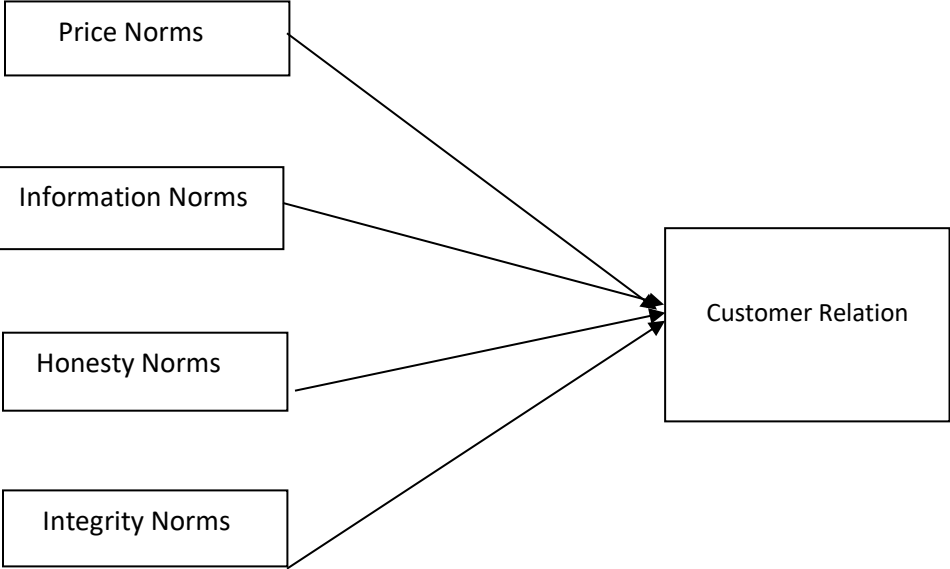 Price Norms
Information Norms
Honesty Norms
Integrity Norms
Customer Relation